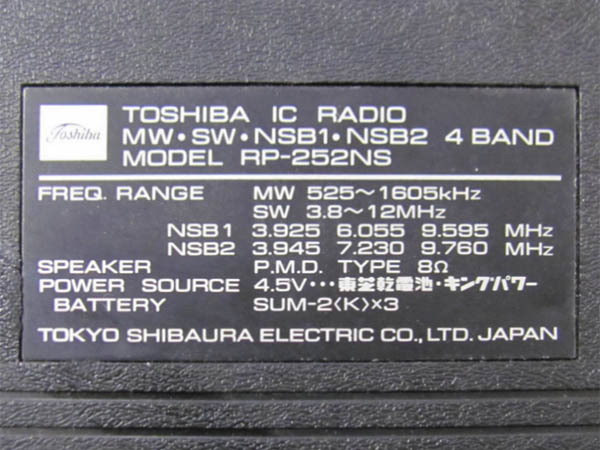 Toshiba
TOSHIBA IC RADIO
MW・SW・NSB1・NSB2 4 BAND
MODEL RP-252NS
FREQ. RANGE MW 525~1605kHz
SW 3.8~12MHz
NSB1 3.925 6.055 9.595 MHz
NSB2 3.945 7.230 9.760 MHz
SPEAKER P.M.D. TYPE 8Ω
POWER SOURCE 4.5V・・・東芝乾電池・キングパワー
BATTERY SUM-2〈K〉×3
TOKYO SHIBAURA ELECTRIC CO.,LTD. JAPAN